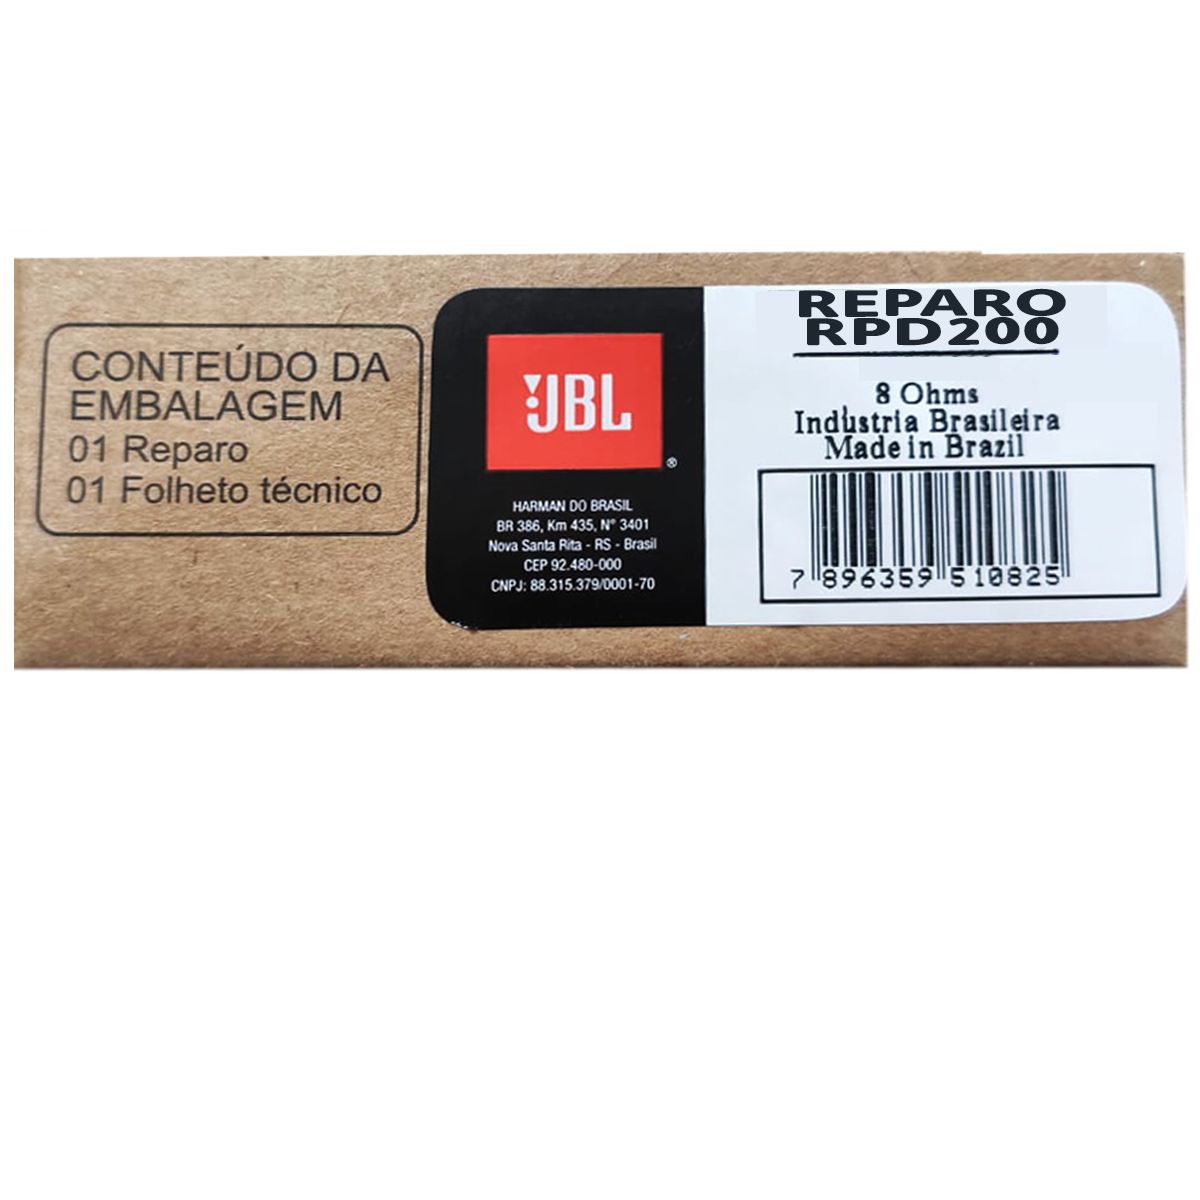 CONTEÚDO DA
EMBALAGEM
01 Reparo
01 Folheto técnico
JBL
®
HARMAN DO BRASIL
BR 386, Km 435, N° 3401
Nova Santa Rita - RS - Brasil
CEP 92.480-000
CNPJ: 88.315.379/0001-70
REPARO
RPD200
8 Ohms
Indústria Brasileira
Made in Brazil
7 896359 510825